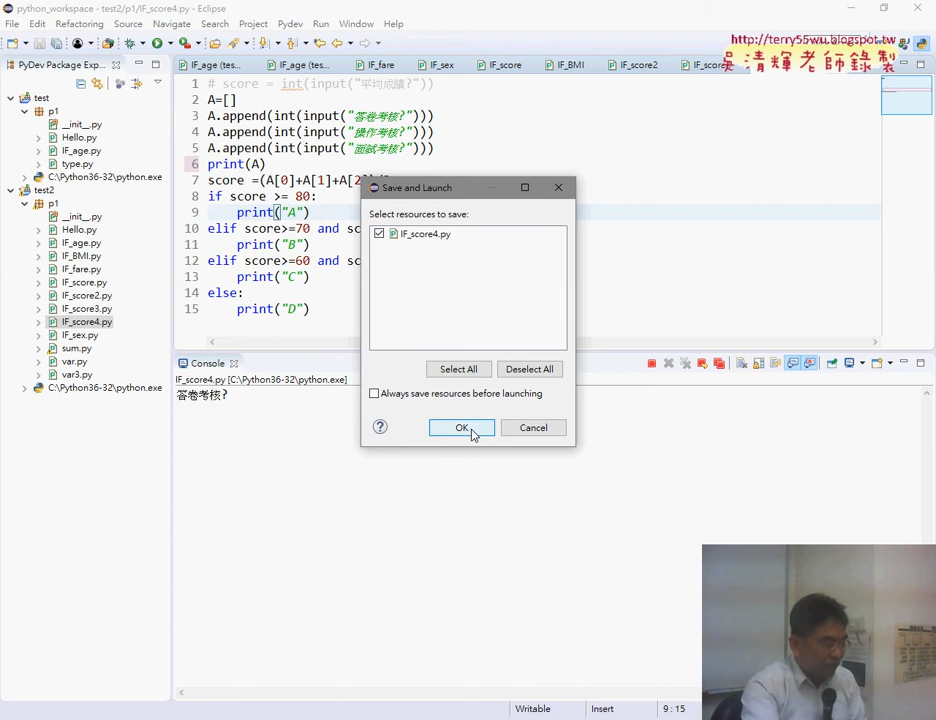 python_workspace - test2/p1/IF_score4.py - Eclipse
File Edit Refactoring Source Navigate Search Project Pydev Run Window Help
http://terry55wu.blogspot.tw
吳清輝老師錄製
PyDev Package Exp...
IF_age (tes... IF_age (tes... IF_fare IF_sex IF_score IF_BMI IF_score2 IF_scor
test
p1
__init__.py
Hello.py
IF_age.py
type.py
C:\Python36-32\python.exe
test2
p1
__init__.py
Hello.py
IF_age.py
IF_BMI.py
IF_fare.py
IF_score.py
IF_score2.py
IF_score3.py
IF_score4.py
IF_sex.py
sum.py
var.py
var3.py
C:\Python36-32\python.exe
1 # score = int(input("平均成績?"))
2 A=[]
3 A.append(int(input("答卷考核?")))
4 A.append(int(input("操作考核?")))
5 A.append(int(input("面試考核?")))
6 print(A)
7 score =(A[0]+A[1]+A[2
8 if score >= 80:
9 print("A")
10 elif score>=70 and sc
11 print("B")
12 elif score>=60 and sc
13 print("C")
14 else:
15 print("D")
Save and Launch
Select resources to save:
IF_score4.py
Select All Deselect All
Always save resources before launching
OK Cancel
Console
IF_score4.py [C:\Python36-32\python.exe]
答卷考核?
Writable Insert 9 : 15